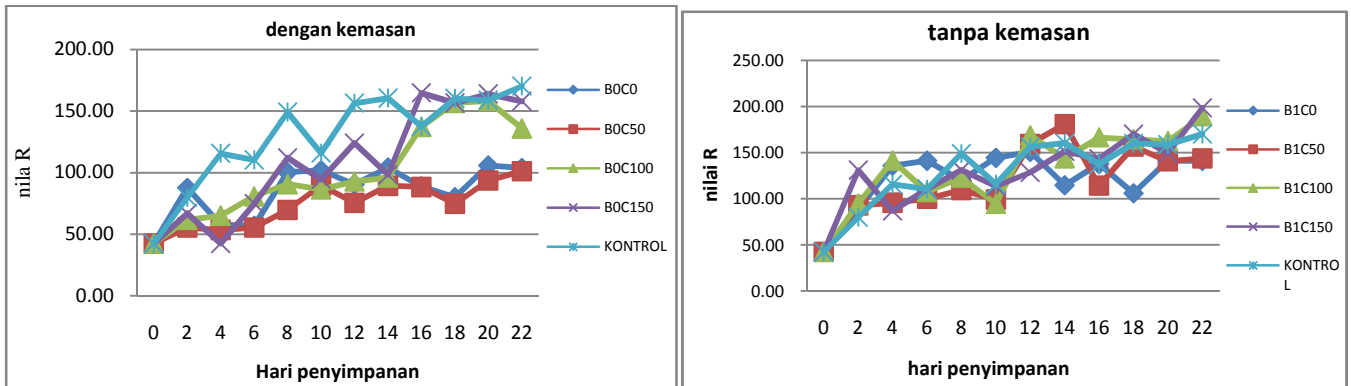 dengan kemasan
200.00
150.00
100.00
50.00
0.00
nila R
0 2 4 6 8 10 12 14 16 18 20 22
Hari penyimpanan
B0C0
B0C50
B0C100
B0C150
KONTROL
tanpa kemasan
250.00
200.00
150.00
100.00
50.00
0.00
nilai R
0 2 4 6 8 10 12 14 16 18 20 22
hari penyimpanan
B1C0
B1C50
B1C100
B1C150
KONTRO
L